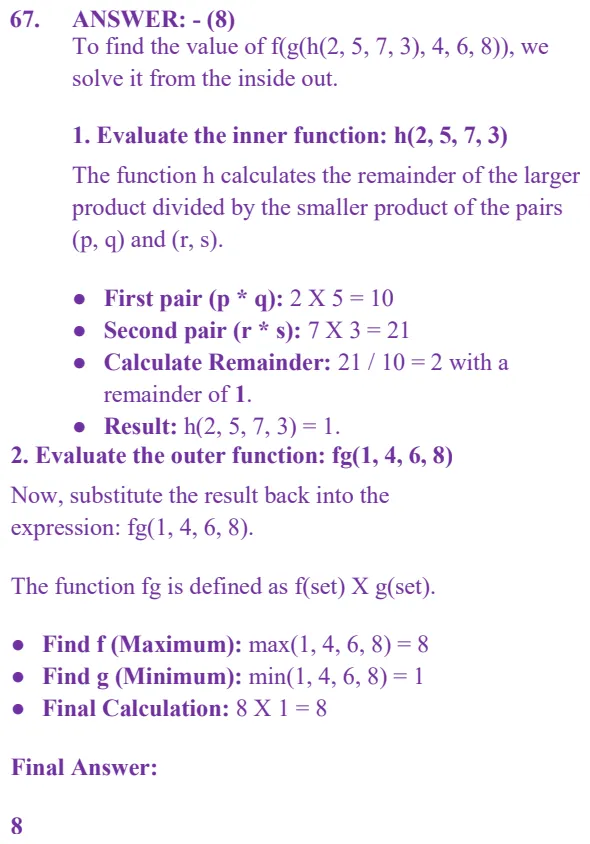 67. ANSWER: - (8)
To find the value of f(g(h(2, 5, 7, 3), 4, 6, 8)), we
solve it from the inside out.
1. Evaluate the inner function: h(2, 5, 7, 3)
The function h calculates the remainder of the larger
product divided by the smaller product of the pairs
(p, q) and (r, s).
● First pair (p * q): 2 X 5 = 10
● Second pair (r * s): 7 X 3 = 21
● Calculate Remainder: 21 / 10 = 2 with a
remainder of 1.
● Result: h(2, 5, 7, 3) = 1.
2. Evaluate the outer function: fg(1, 4, 6, 8)
Now, substitute the result back into the
expression: fg(1, 4, 6, 8).
The function fg is defined as f(set) X g(set).
● Find f (Maximum): max(1, 4, 6, 8) = 8
● Find g (Minimum): min(1, 4, 6, 8) = 1
● Final Calculation: 8 X 1 = 8
Final Answer:
8